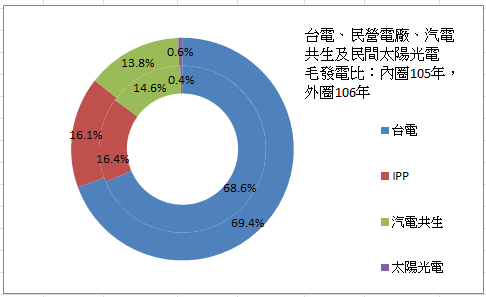 台電、民營電廠、汽電
共生及民間太陽光電
毛發電比：內圈105年，
外圈106年
0.6%
13.8%
0.4%
14.6%
16.1%
16.4%
68.6%
69.4%
台電
IPP
汽電共生
太陽光電